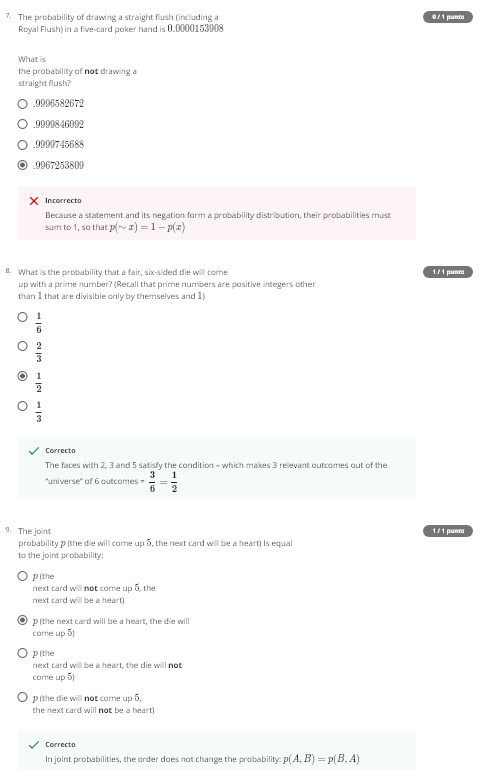 7. The probability of drawing a straight flush (including a 0 / 1 punto
Royal Flush) in a five-card poker hand is 0.0000153908
What is
the probability of not drawing a
straight flush?
.9996582672
.9999846092
.9999745688
.9967253809
Incorrecto
Because a statement and its negation form a probability distribution, their probabilities must
sum to 1, so that p(∼ x) = 1 − p(x)
8. What is the probability that a fair, six-sided die will come 1 / 1 punto
up with a prime number? (Recall that prime numbers are positive integers other
than 1 that are divisible only by themselves and 1)
1/6
2/3
1/2
1/3
Correcto
The faces with 2, 3 and 5 satisfy the condition – which makes 3 relevant outcomes out of the
"universe" of 6 outcomes = 3/6 = 1/2
9. The joint 1 / 1 punto
probability p (the die will come up 5, the next card will be a heart) Is equal
to the joint probability:
p (the
next card will not come up 5, the
next card will be a heart)
p (the next card will be a heart, the die will
come up 5)
p (the
next card will be a heart, the die will not
come up 5)
p (the die will not come up 5,
the next card will not be a heart)
Correcto
In joint probabilities, the order does not change the probability: p(A, B) = p(B, A)